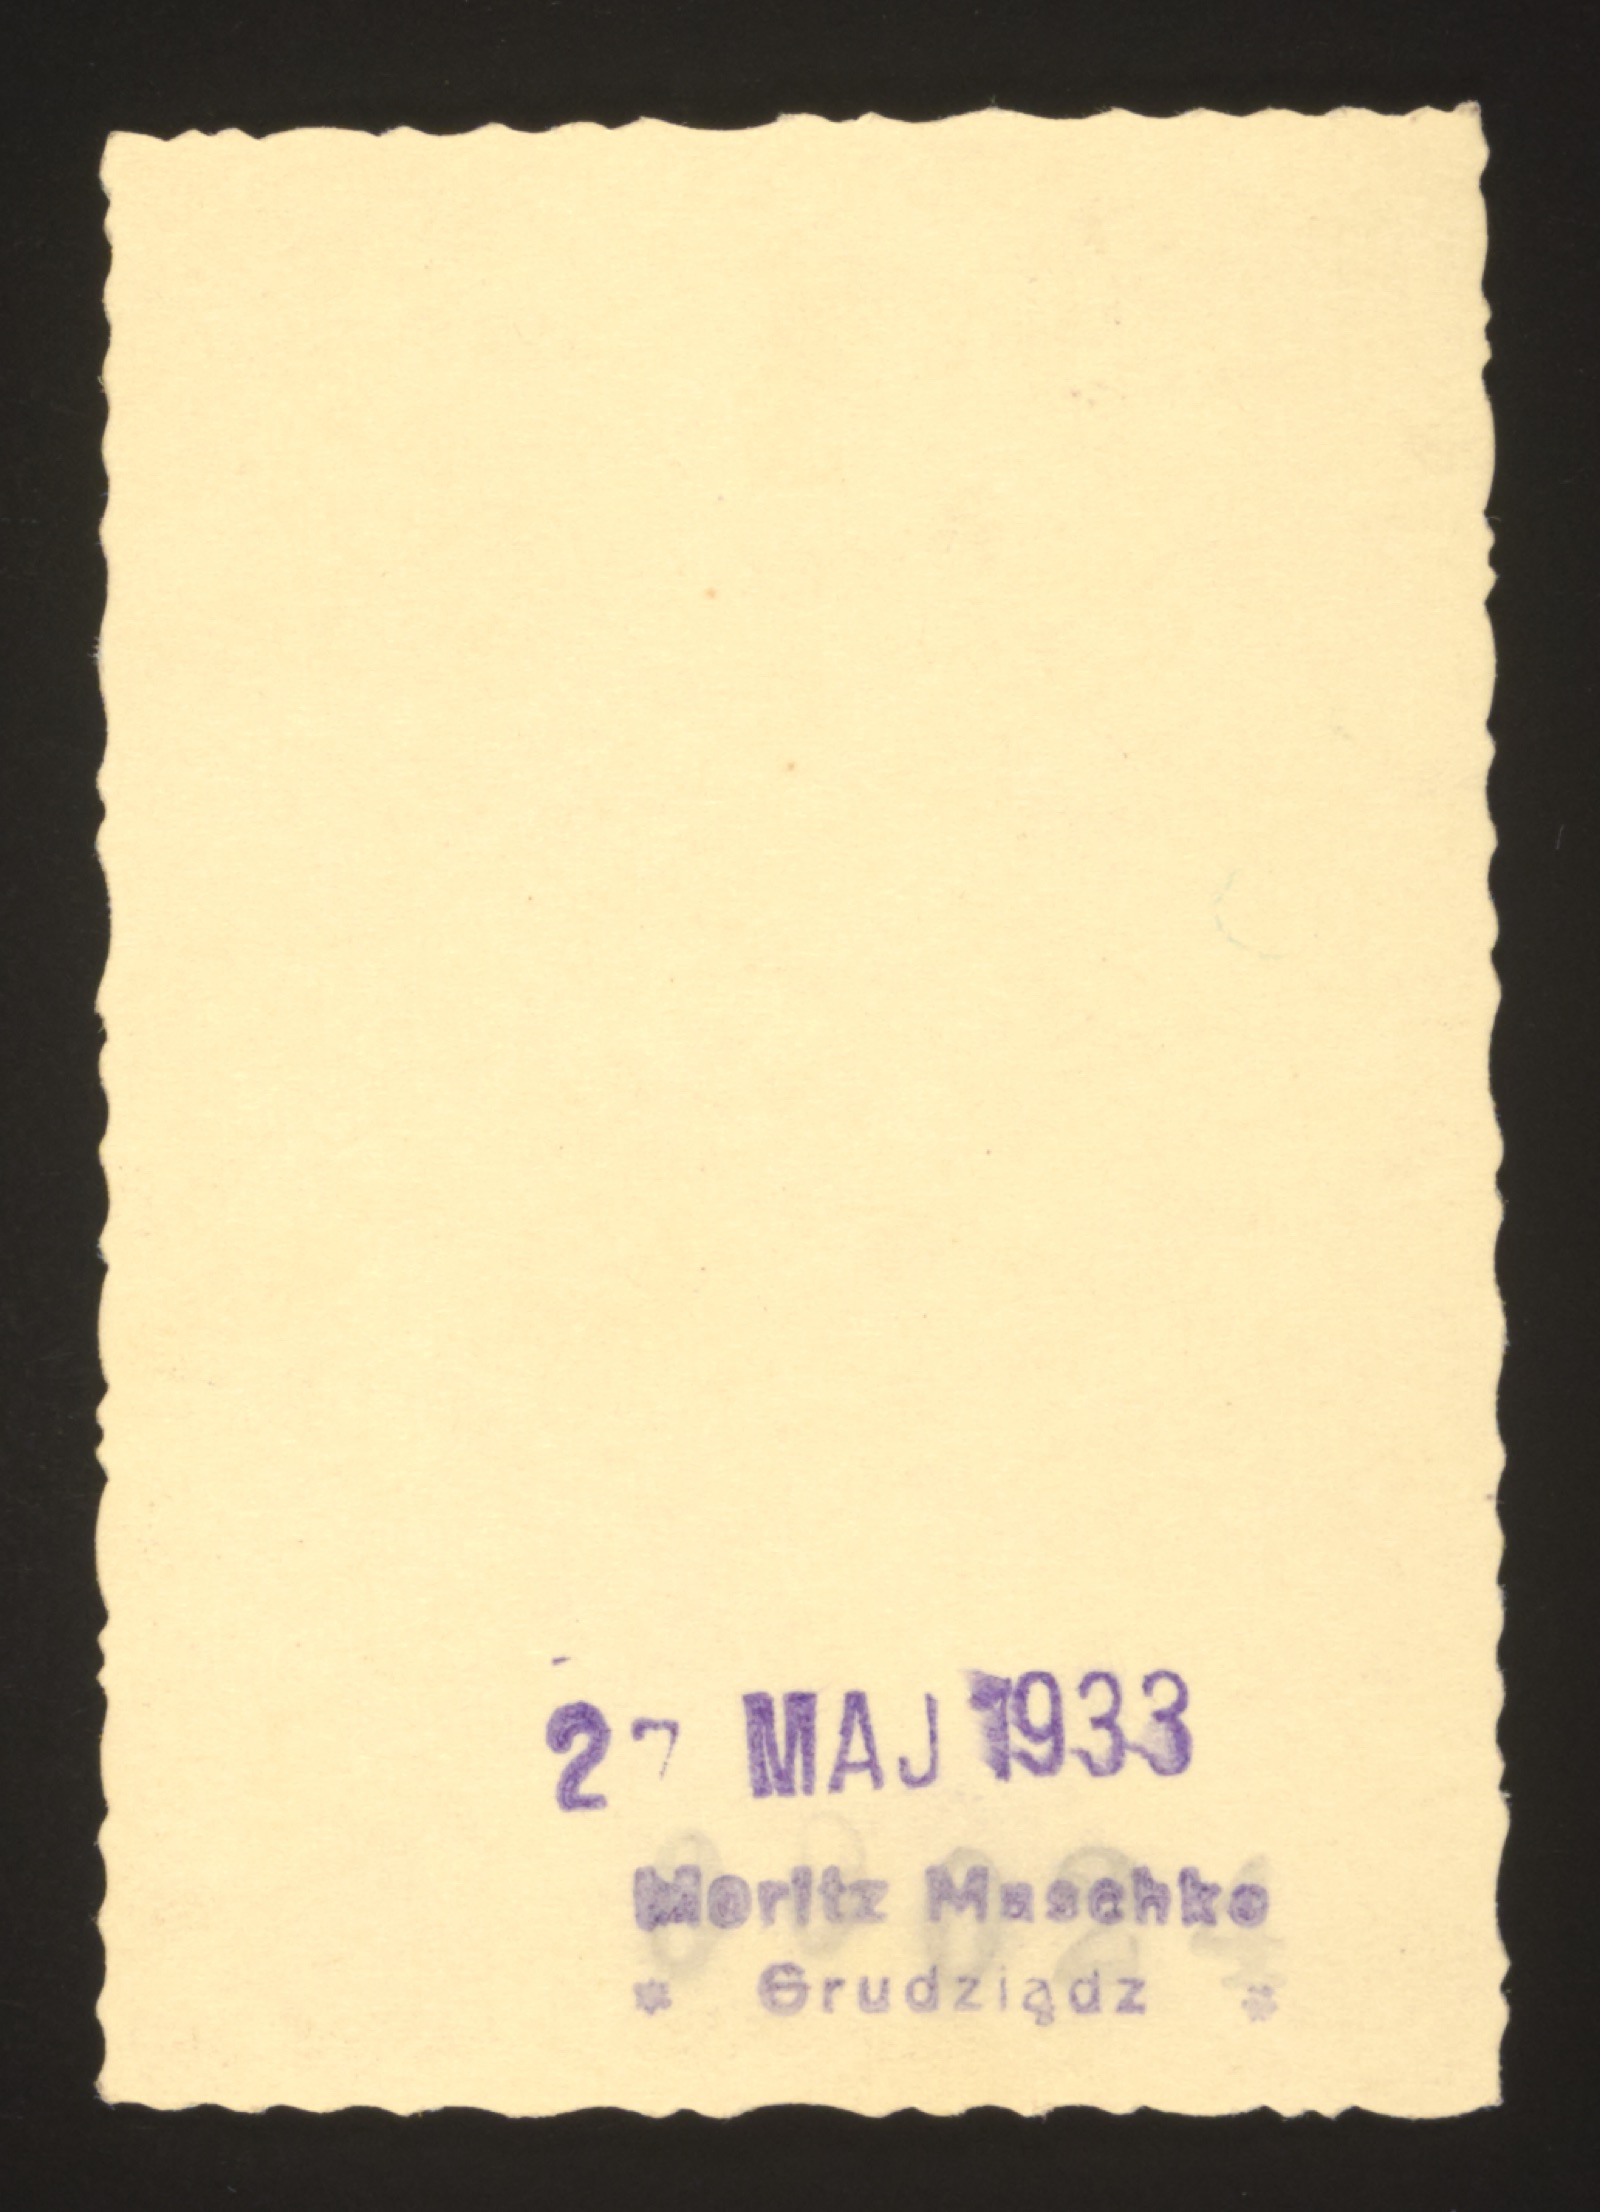 27 MAJ 1933
Moritz Maschke
* Grudziądz *